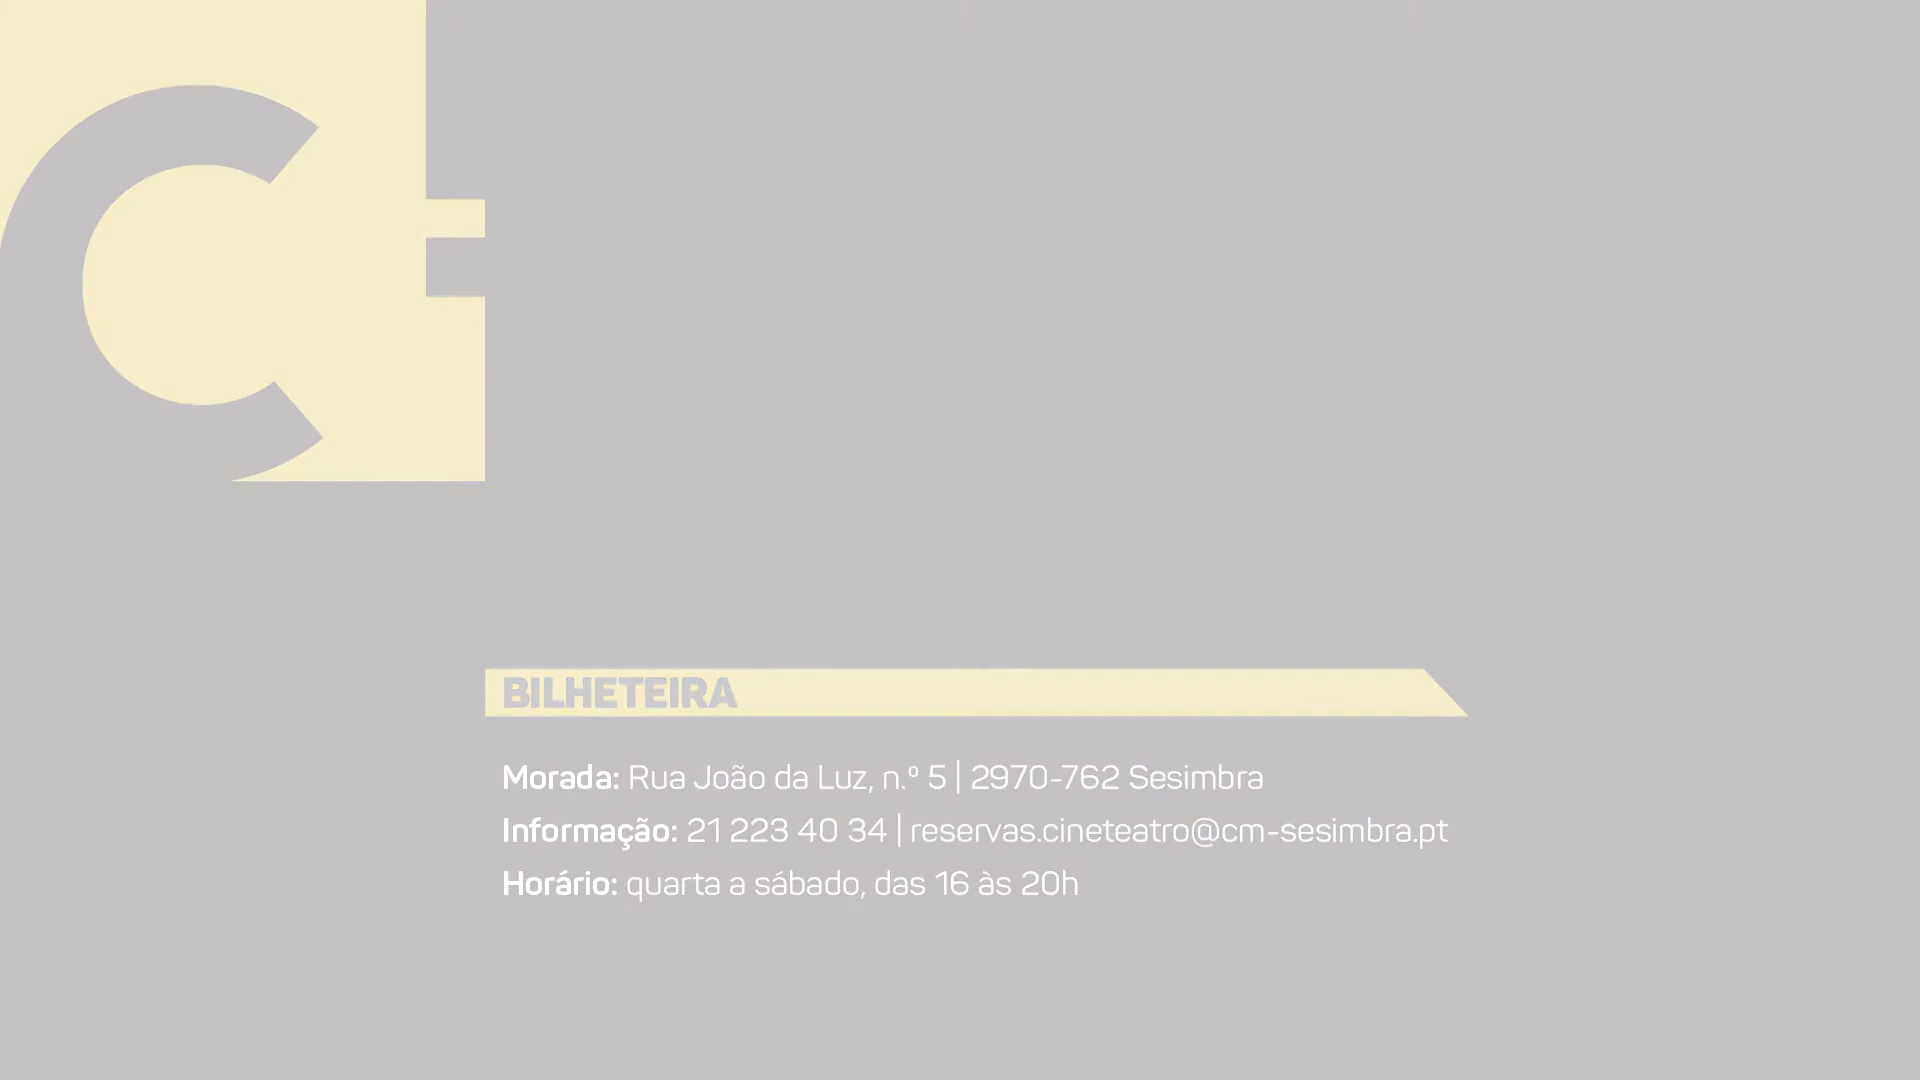 Ct
BILHETEIRA
Morada: Rua João da Luz, n.º 5 | 2970-762 Sesimbra
Informação: 21 223 40 34 | reservas.cineteatro@cm-sesimbra.pt
Horário: quarta a sábado, das 16 às 20h